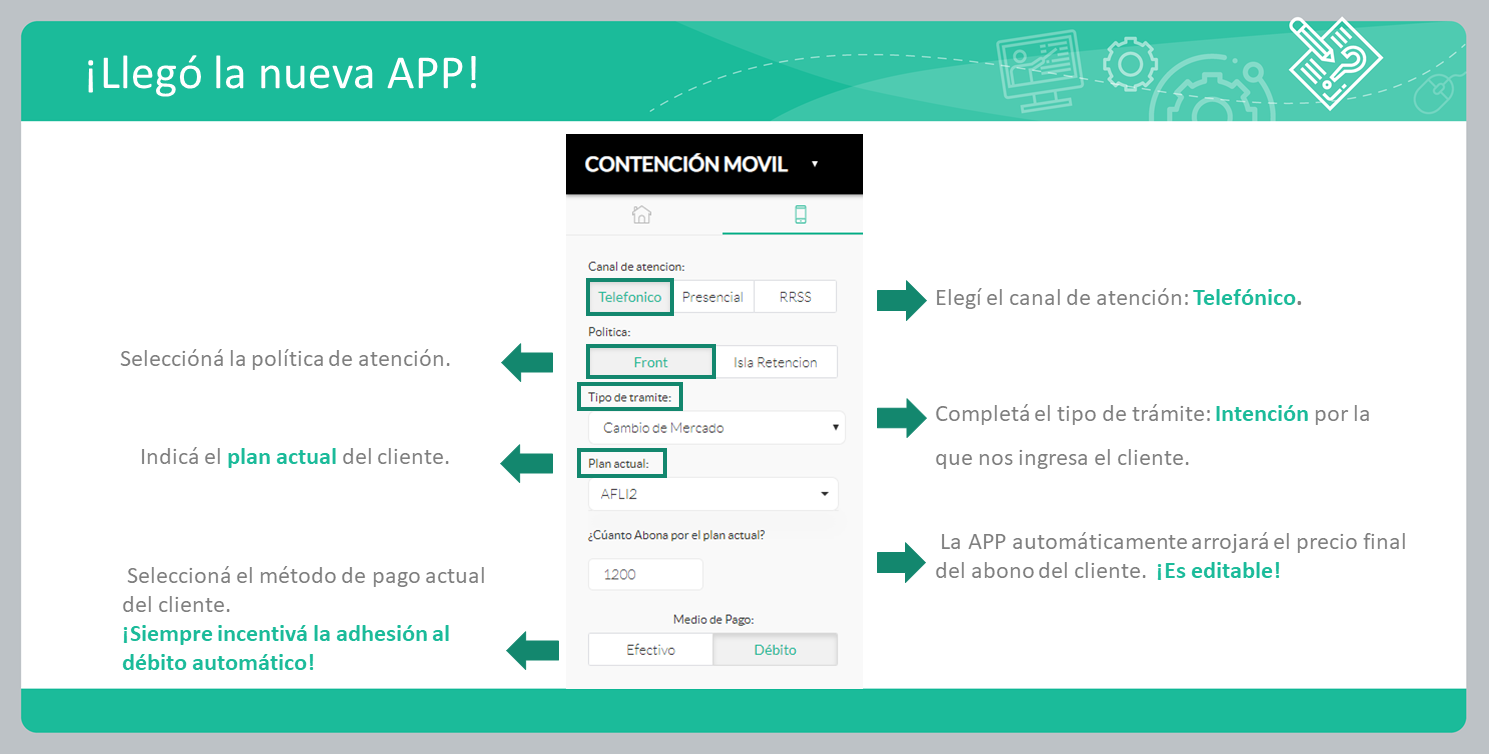 ¡Llegó la nueva APP!
CONTENCIÓN MOVIL
Canal de atencion:
Telefonico Presencial RRSS
Elegí el canal de atención: Telefónico.
Politica:
Front Isla Retencion
Seleccióná la política de atención.
Tipo de tramite:
Cambio de Mercado
Completá el tipo de trámite: Intención por la
que nos ingresa el cliente.
Plan actual:
AFLI2
Indicá el plan actual del cliente.
¿Cúanto Abona por el plan actual?
1200
La APP automáticamente arrojará el precio final
del abono del cliente. ¡Es editable!
Medio de Pago:
Efectivo Débito
Seleccioná el método de pago actual
del cliente.
¡Siempre incentivá la adhesión al
débito automático!